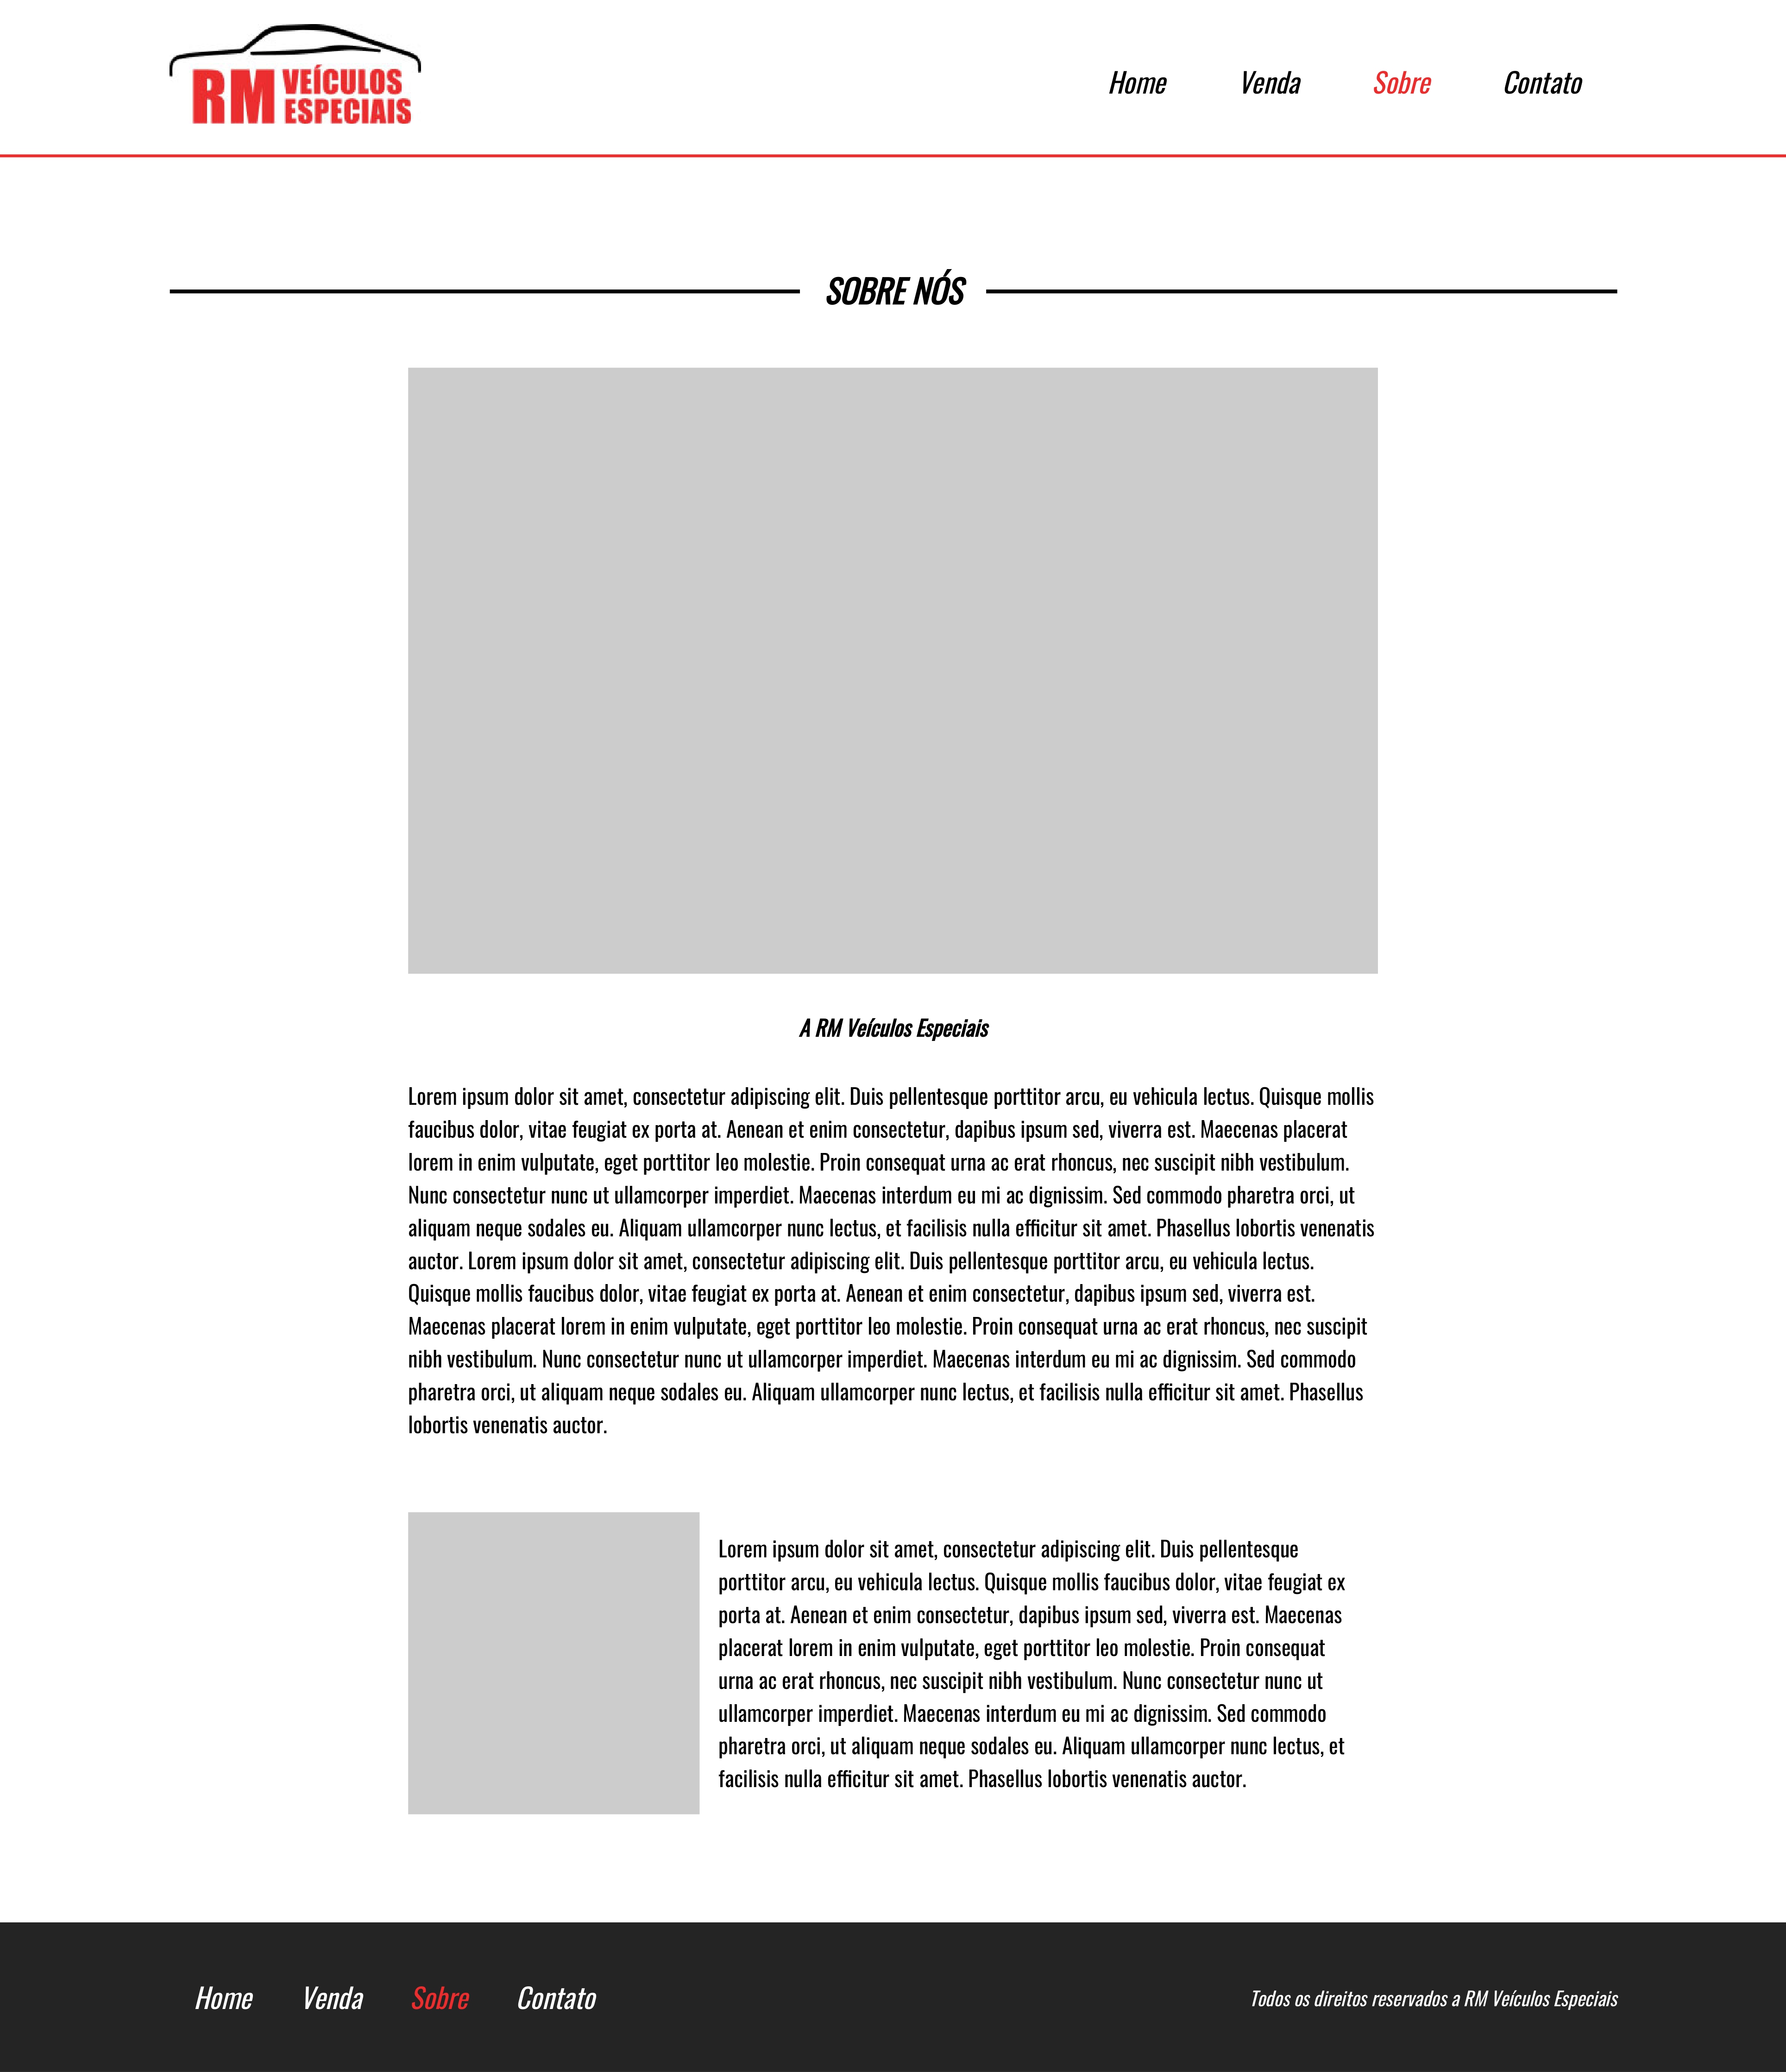 RM VEÍCULOS
ESPECIAIS
Home Venda Sobre Contato
SOBRE NÓS
A RM Veículos Especiais
Lorem ipsum dolor sit amet, consectetur adipiscing elit. Duis pellentesque porttitor arcu, eu vehicula lectus. Quisque mollis
faucibus dolor, vitae feugiat ex porta at. Aenean et enim consectetur, dapibus ipsum sed, viverra est. Maecenas placerat
lorem in enim vulputate, eget porttitor leo molestie. Proin consequat urna ac erat rhoncus, nec suscipit nibh vestibulum.
Nunc consectetur nunc ut ullamcorper imperdiet. Maecenas interdum eu mi ac dignissim. Sed commodo pharetra orci, ut
aliquam neque sodales eu. Aliquam ullamcorper nunc lectus, et facilisis nulla efficitur sit amet. Phasellus lobortis venenatis
auctor. Lorem ipsum dolor sit amet, consectetur adipiscing elit. Duis pellentesque porttitor arcu, eu vehicula lectus.
Quisque mollis faucibus dolor, vitae feugiat ex porta at. Aenean et enim consectetur, dapibus ipsum sed, viverra est.
Maecenas placerat lorem in enim vulputate, eget porttitor leo molestie. Proin consequat urna ac erat rhoncus, nec suscipit
nibh vestibulum. Nunc consectetur nunc ut ullamcorper imperdiet. Maecenas interdum eu mi ac dignissim. Sed commodo
pharetra orci, ut aliquam neque sodales eu. Aliquam ullamcorper nunc lectus, et facilisis nulla efficitur sit amet. Phasellus
lobortis venenatis auctor.
Lorem ipsum dolor sit amet, consectetur adipiscing elit. Duis pellentesque
porttitor arcu, eu vehicula lectus. Quisque mollis faucibus dolor, vitae feugiat ex
porta at. Aenean et enim consectetur, dapibus ipsum sed, viverra est. Maecenas
placerat lorem in enim vulputate, eget porttitor leo molestie. Proin consequat
urna ac erat rhoncus, nec suscipit nibh vestibulum. Nunc consectetur nunc ut
ullamcorper imperdiet. Maecenas interdum eu mi ac dignissim. Sed commodo
pharetra orci, ut aliquam neque sodales eu. Aliquam ullamcorper nunc lectus, et
facilisis nulla efficitur sit amet. Phasellus lobortis venenatis auctor.
Home Venda Sobre Contato
Todos os direitos reservados a RM Veículos Especiais